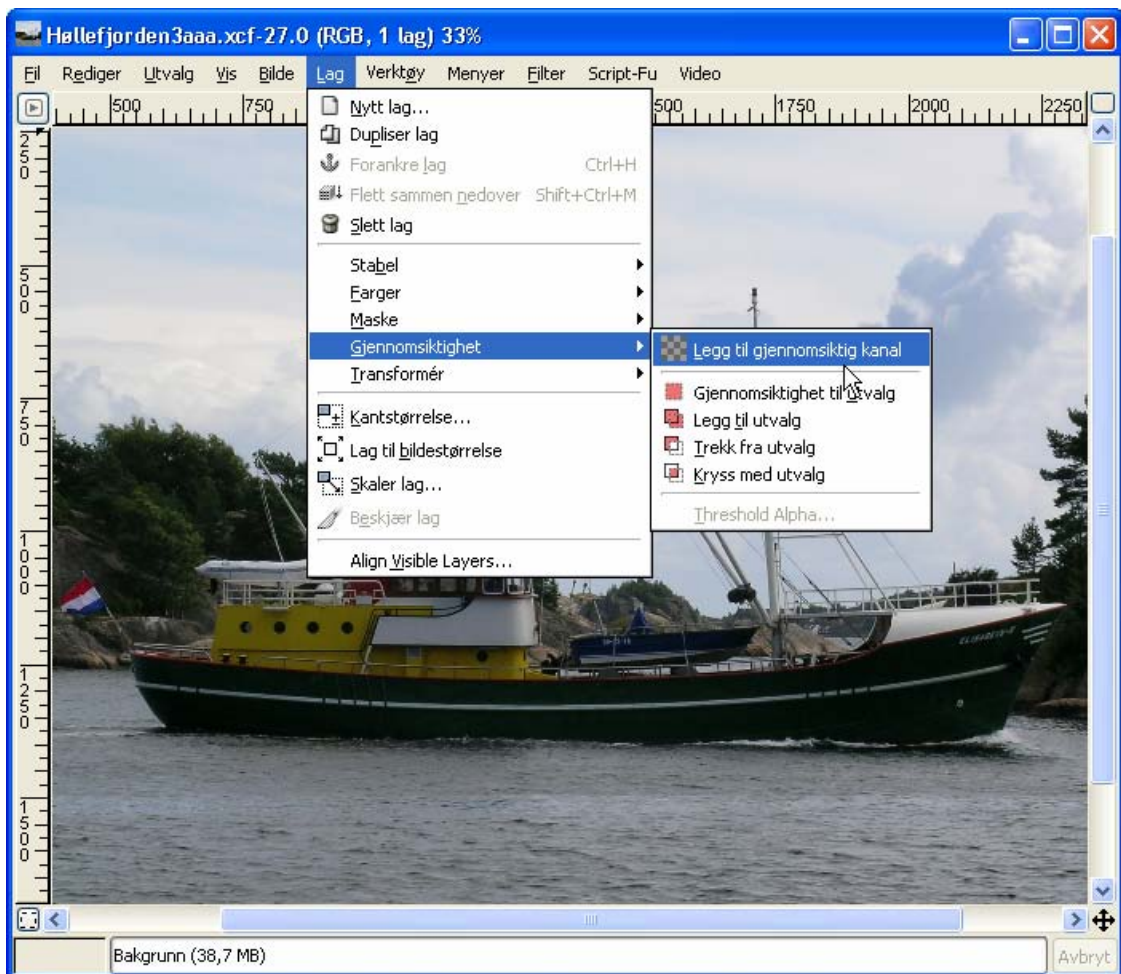 Høllefjorden3aaa.xcf-27.0 (RGB, 1 lag) 33%
Fil Rediger Utvalg Vis Bilde Lag Verktøy Menyer Filter Script-Fu Video
500 750 500 1750 2000 2250
Nytt lag...
Dupliser lag
Forankre lag Ctrl+H
Flett sammen nedover Shift+Ctrl+M
Slett lag
Stabel
Farger
Maske
Gjennomsiktighet
Transformér
Kantstørrelse...
Lag til bildestørrelse
Skaler lag...
Beskjær lag
Align Visible Layers...
Legg til gjennomsiktig kanal
Gjennomsiktighet til utvalg
Legg til utvalg
Trekk fra utvalg
Kryss med utvalg
Threshold Alpha...
250
500
750
1000
1250
1500
Bakgrunn (38,7 MB)
Avbryt